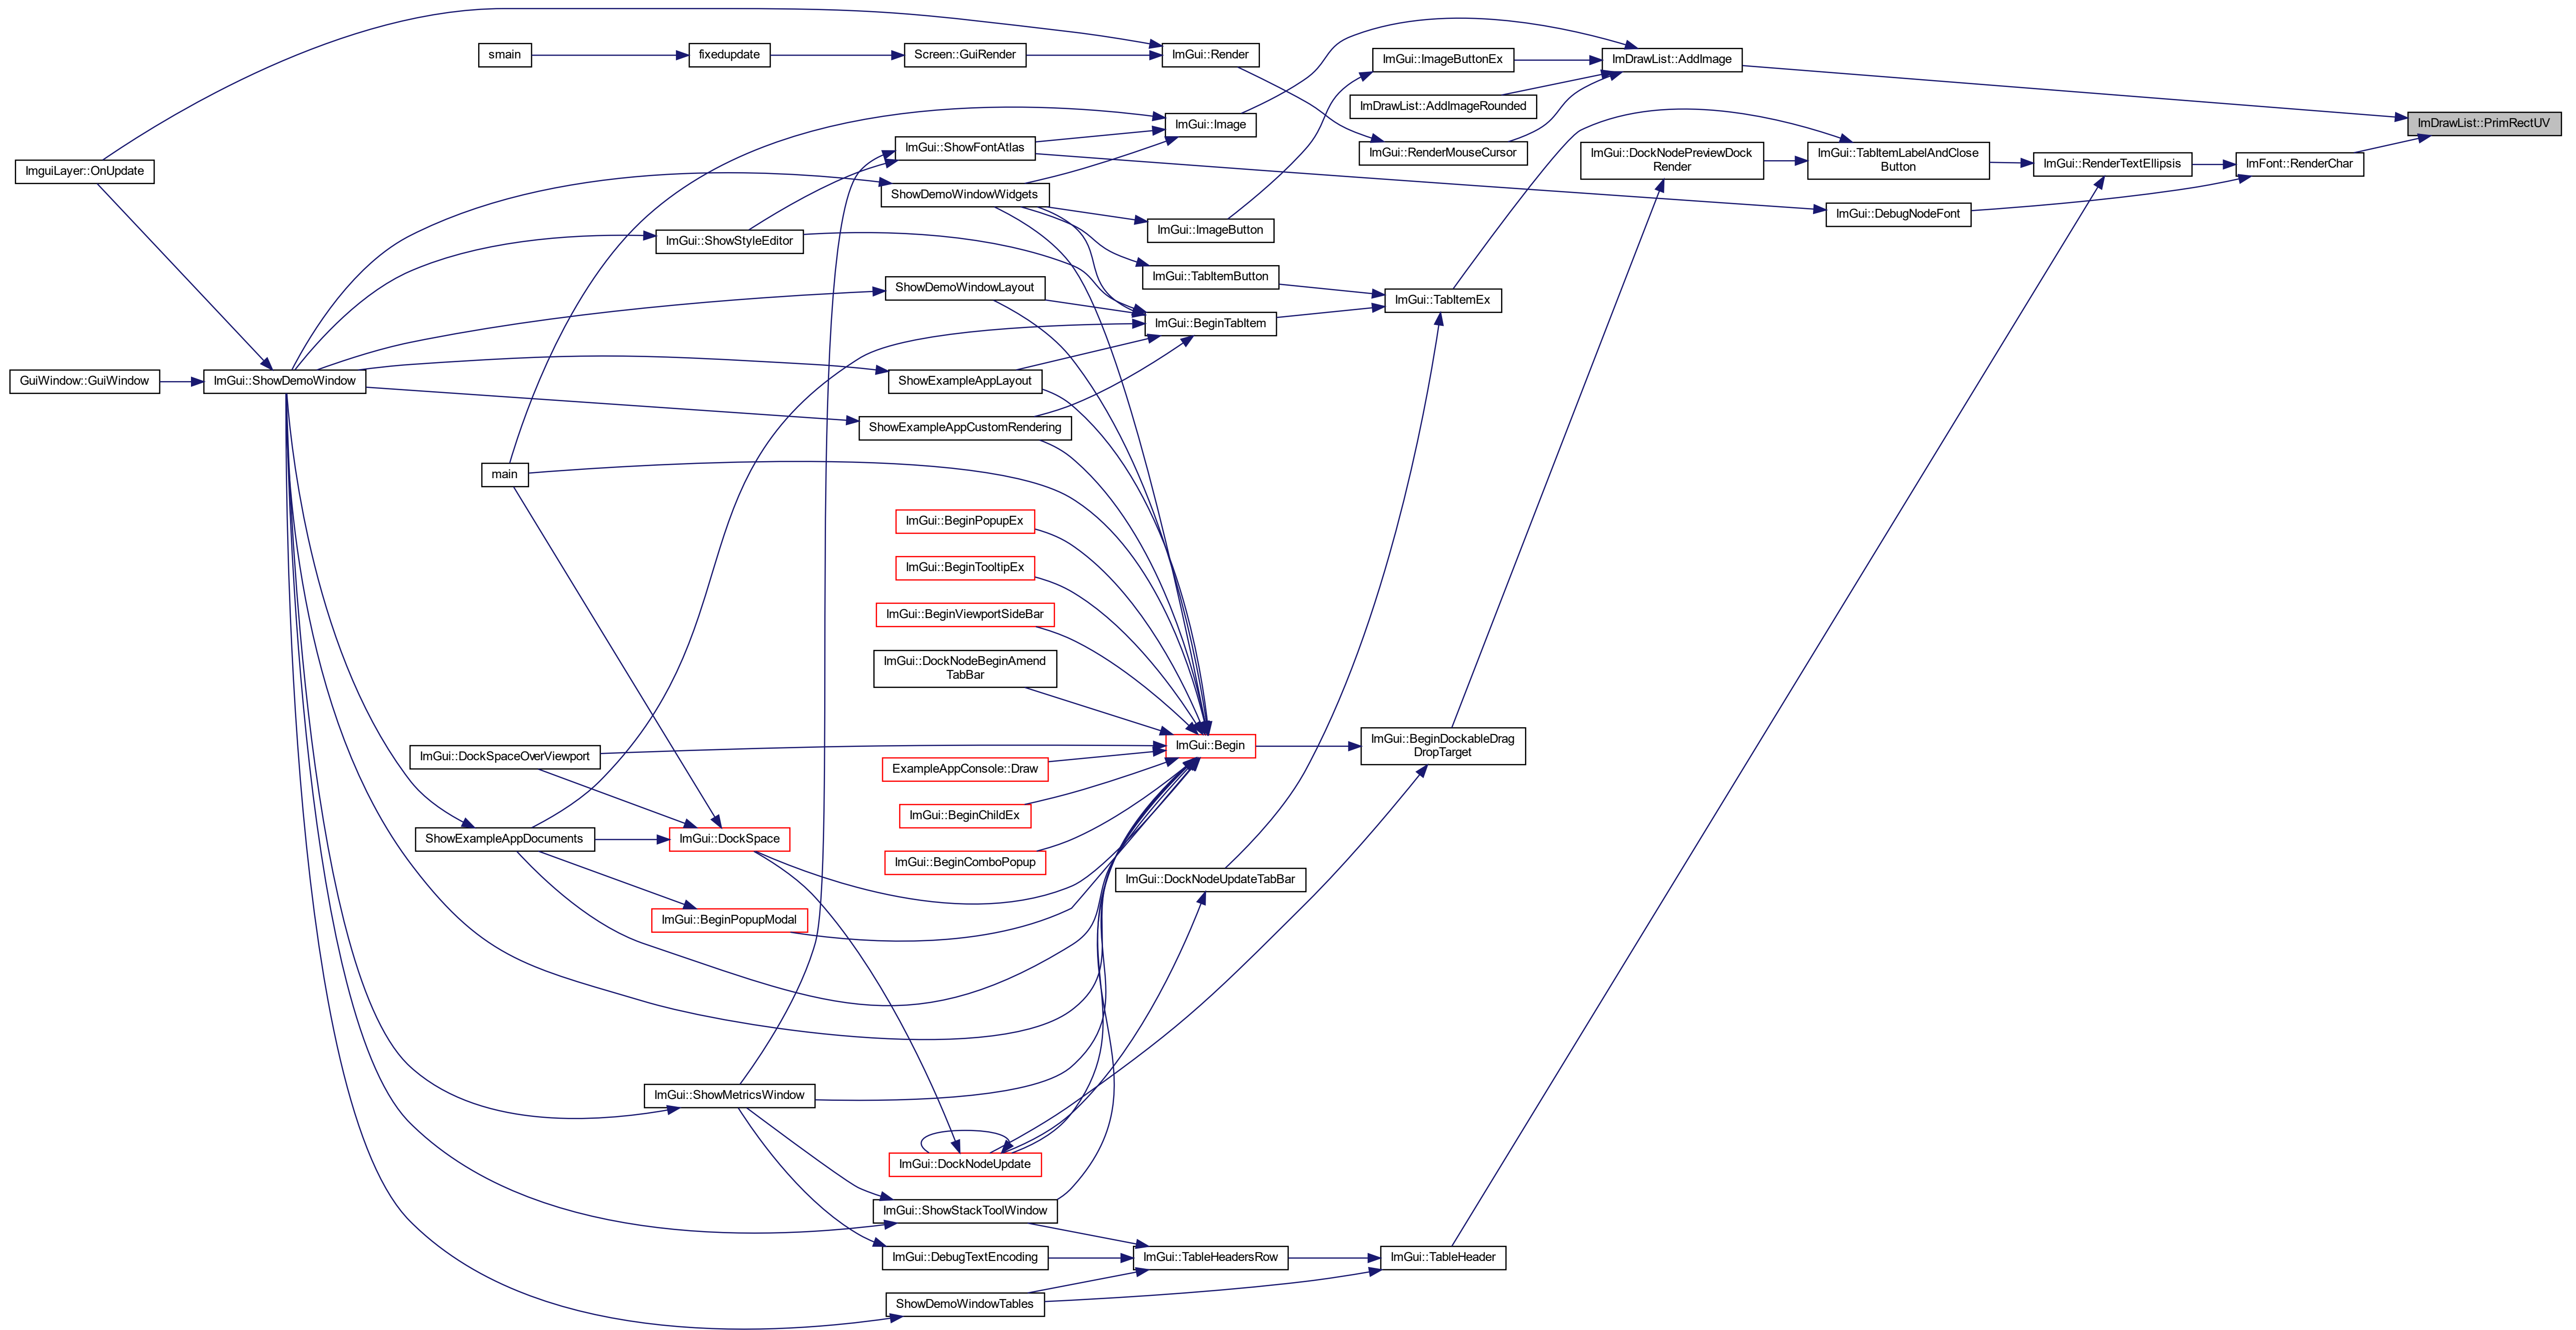 smain
fixedupdate
Screen::GuiRender
ImGui::Render
ImGui::ImageButtonEx
ImDrawList::AddImage
ImDrawList::AddImageRounded
ImDrawList::PrimRectUV
ImGui::Image
ImGui::ShowFontAtlas
ImGui::RenderMouseCursor
ImGui::DockNodePreviewDock
Render
ImGui::TabItemLabelAndClose
Button
ImGui::RenderTextEllipsis
ImFont::RenderChar
ImguiLayer::OnUpdate
ShowDemoWindowWidgets
ImGui::DebugNodeFont
ImGui::ImageButton
ImGui::ShowStyleEditor
ImGui::TabItemButton
ShowDemoWindowLayout
ImGui::TabItemEx
ImGui::BeginTabItem
GuiWindow::GuiWindow
ImGui::ShowDemoWindow
ShowExampleAppLayout
ShowExampleAppCustomRendering
main
ImGui::BeginPopupEx
ImGui::BeginTooltipEx
ImGui::BeginViewportSideBar
ImGui::DockNodeBeginAmend
TabBar
ImGui::Begin
ImGui::BeginDockableDrag
DropTarget
ImGui::DockSpaceOverViewport
ExampleAppConsole::Draw
ImGui::BeginChildEx
ShowExampleAppDocuments
ImGui::DockSpace
ImGui::BeginComboPopup
ImGui::DockNodeUpdateTabBar
ImGui::BeginPopupModal
ImGui::ShowMetricsWindow
ImGui::DockNodeUpdate
ImGui::ShowStackToolWindow
ImGui::DebugTextEncoding
ImGui::TableHeadersRow
ImGui::TableHeader
ShowDemoWindowTables